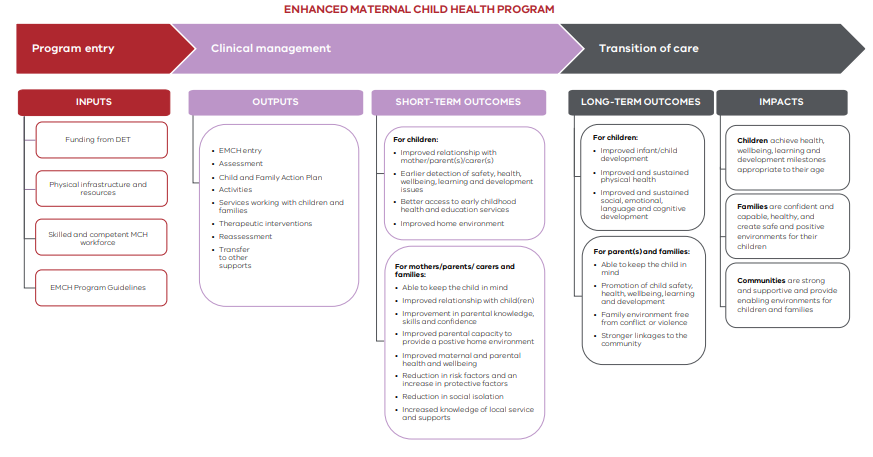 ENHANCED MATERNAL CHILD HEALTH PROGRAM
Program entry
Clinical management
Transition of care
INPUTS
Funding from DET
Physical infrastructure and
resources
Skilled and competent MCH
workforce
EMCH Program Guidelines
OUTPUTS
• EMCH entry
• Assessment
• Child and Family Action Plan
• Activities
• Services working with children and
families
• Therapeutic interventions
• Reassessment
• Transfer
to other
supports
SHORT-TERM OUTCOMES
For children:
• Improved relationship with
mother/parent(s)/carer(s)
• Earlier detection of safety, health,
wellbeing, learning and development
issues
• Better access to early childhood
health and education services
• Improved home environment
For mothers/parents/ carers and
families:
• Able to keep the child in mind
• Improved relationship with child(ren)
• Improvement in parental knowledge,
skills and confidence
• Improved parental capacity to
provide a postive home environment
• Improved maternal and parental
health and wellbeing
• Reduction in risk factors and an
increase in protective factors
• Reduction in social isolation
• Increased knowledge of local service
and supports
LONG-TERM OUTCOMES
For children:
• Improved infant/child
development
• Improved and sustained
physical health
• Improved and sustained
social, emotional,
language and cognitive
development
For parent(s) and families:
• Able to keep the child in
mind
• Promotion of child safety,
health, wellbeing, learning
and development
• Family environment free
from conflict or violence
• Stronger linkages to the
community
IMPACTS
Children achieve health,
wellbeing, learning and
development milestones
appropriate to their age
Families are confident and
capable, healthy, and
create safe and positive
environments for their
children
Communities are strong
and supportive and provide
enabling environments for
children and families